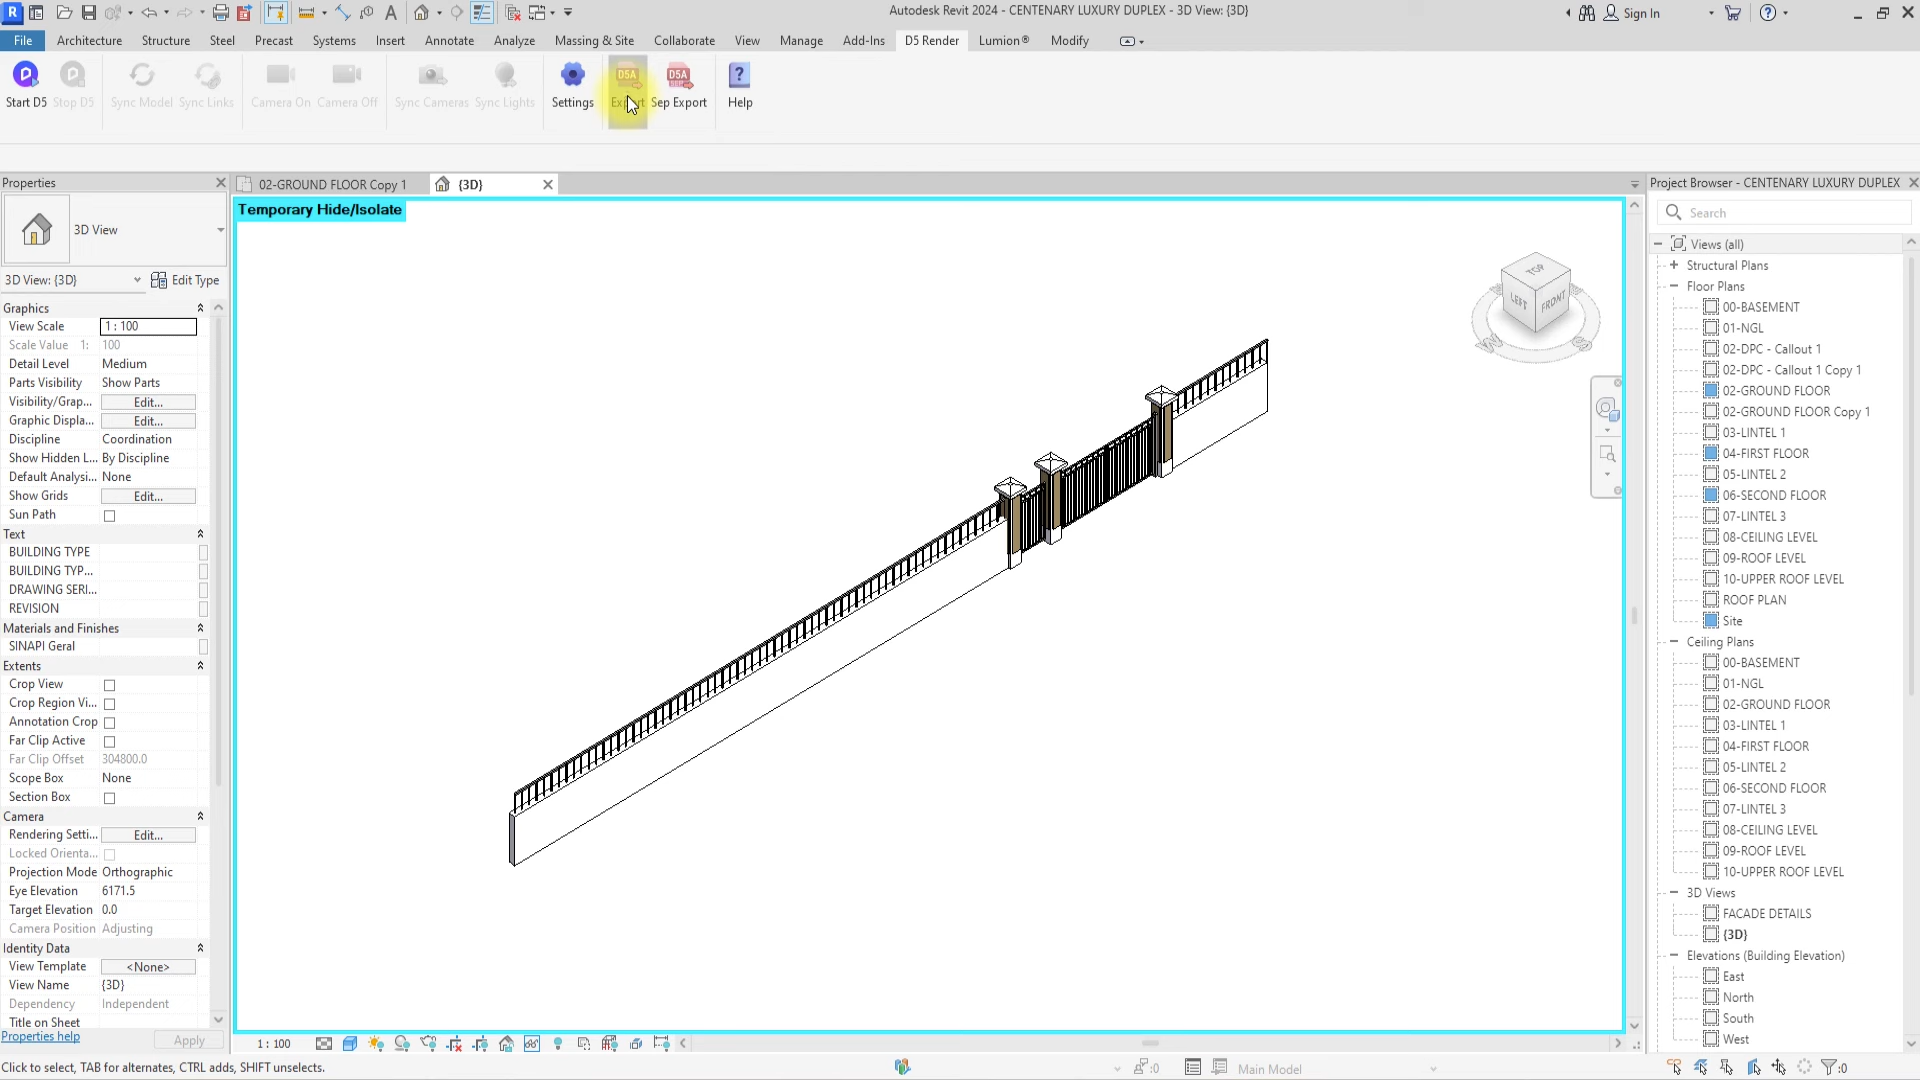 Autodesk Revit 2024 - CENTENARY LUXURY DUPLEX - 3D View: {3D}
Sign In
File Architecture Structure Steel Precast Systems Insert Annotate Analyze Massing & Site Collaborate View Manage Add-Ins D5 Render Lumion® Modify
Start D5 Stop D5 Sync Model Sync Links Camera On Camera Off Sync Cameras Sync Lights Settings Export Sep Export Help
Properties
3D View
3D View: {3D}
Edit Type
Graphics
View Scale 1 : 100
Scale Value 1: 100
Detail Level Medium
Parts Visibility Show Parts
Visibility/Grap... Edit...
Graphic Displa... Edit...
Discipline Coordination
Show Hidden L... By Discipline
Default Analysi... None
Show Grids Edit...
Sun Path
Text
BUILDING TYPE
BUILDING TYP...
DRAWING SERI...
REVISION
Materials and Finishes
SINAPI Geral
Extents
Crop View
Crop Region Vi...
Annotation Crop
Far Clip Active
Far Clip Offset 304800.0
Scope Box None
Section Box
Camera
Rendering Setti... Edit...
Locked Orienta...
Projection Mode Orthographic
Eye Elevation 6171.5
Target Elevation 0.0
Camera Position Adjusting
Identity Data
View Template <None>
View Name {3D}
Dependency Independent
Title on Sheet
Properties help
Apply
02-GROUND FLOOR Copy 1
{3D}
Temporary Hide/Isolate
TOP
LEFT
FRONT
W
S
1 : 100
Project Browser - CENTENARY LUXURY DUPLEX
Search
Views (all)
Structural Plans
Floor Plans
00-BASEMENT
01-NGL
02-DPC - Callout 1
02-DPC - Callout 1 Copy 1
02-GROUND FLOOR
02-GROUND FLOOR Copy 1
03-LINTEL 1
04-FIRST FLOOR
05-LINTEL 2
06-SECOND FLOOR
07-LINTEL 3
08-CEILING LEVEL
09-ROOF LEVEL
10-UPPER ROOF LEVEL
ROOF PLAN
Site
Ceiling Plans
00-BASEMENT
01-NGL
02-GROUND FLOOR
03-LINTEL 1
04-FIRST FLOOR
05-LINTEL 2
06-SECOND FLOOR
07-LINTEL 3
08-CEILING LEVEL
09-ROOF LEVEL
10-UPPER ROOF LEVEL
3D Views
FACADE DETAILS
{3D}
Elevations (Building Elevation)
East
North
South
West
Click to select, TAB for alternates, CTRL adds, SHIFT unselects.
:0
Main Model
:0